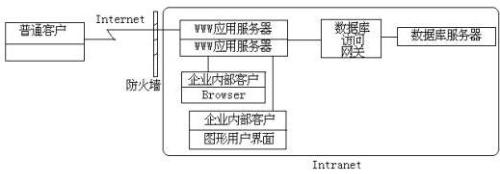 Internet
普通客户
WWW应用服务器
WWW应用服务器
数据库
访问
网关
数据库服务器
防火墙
企业内部客户
Browser
企业内部客户
图形用户界面
Intranet